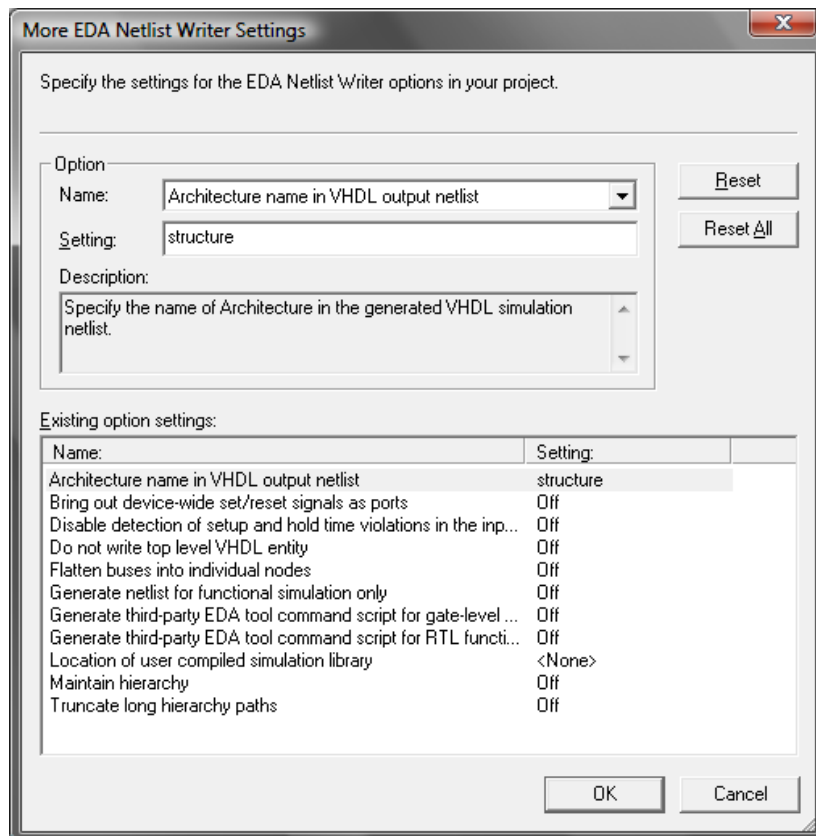 More EDA Netlist Writer Settings
X
Specify the settings for the EDA Netlist Writer options in your project.
Option
Name: Architecture name in VHDL output netlist
Reset
Setting: structure
Reset All
Description:
Specify the name of Architecture in the generated VHDL simulation
netlist.
Existing option settings:
Name: Setting:
Architecture name in VHDL output netlist structure
Bring out device-wide set/reset signals as ports Off
Disable detection of setup and hold time violations in the inp... Off
Do not write top level VHDL entity Off
Flatten buses into individual nodes Off
Generate netlist for functional simulation only Off
Generate third-party EDA tool command script for gate-level ... Off
Generate third-party EDA tool command script for RTL functi... Off
Location of user compiled simulation library <None>
Maintain hierarchy Off
Truncate long hierarchy paths Off
OK Cancel